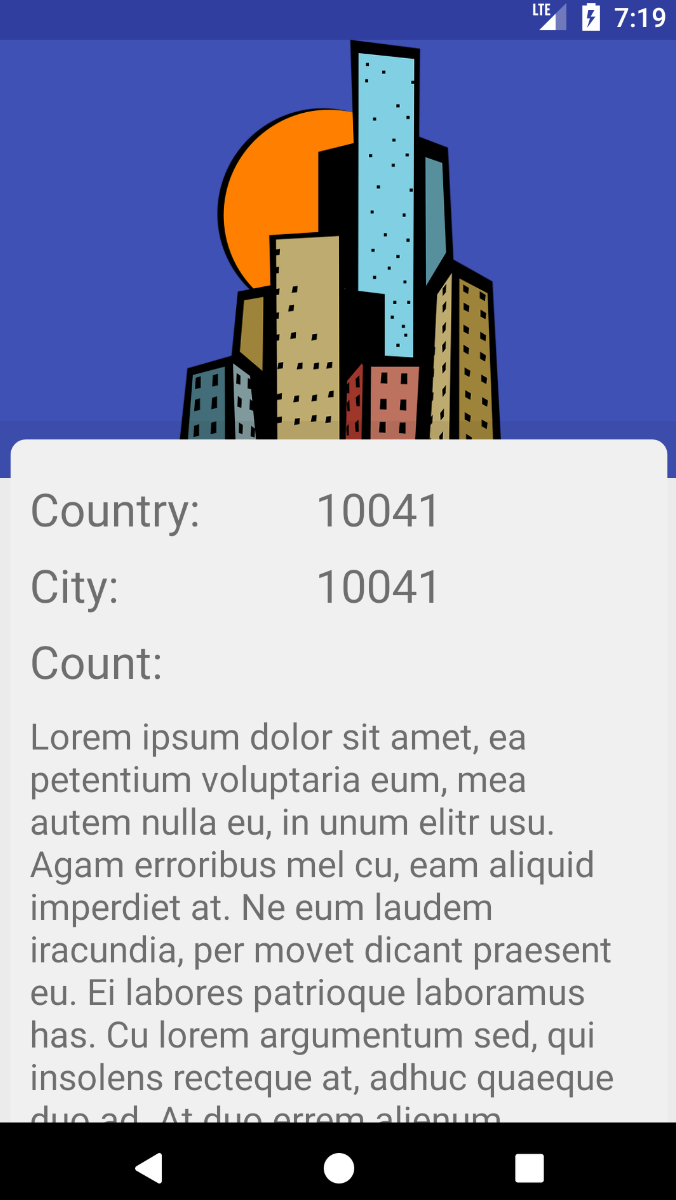 LTE 7:19
Country: 10041
City: 10041
Count:
Lorem ipsum dolor sit amet, ea
petentium voluptaria eum, mea
autem nulla eu, in unum elitr usu.
Agam erroribus mel cu, eam aliquid
imperdiet at. Ne eum laudem
iracundia, per movet dicant praesent
eu. Ei labores patrioque laboramus
has. Cu lorem argumentum sed, qui
insolens recteque at, adhuc quaeque
duo ad. At duo errem alienum